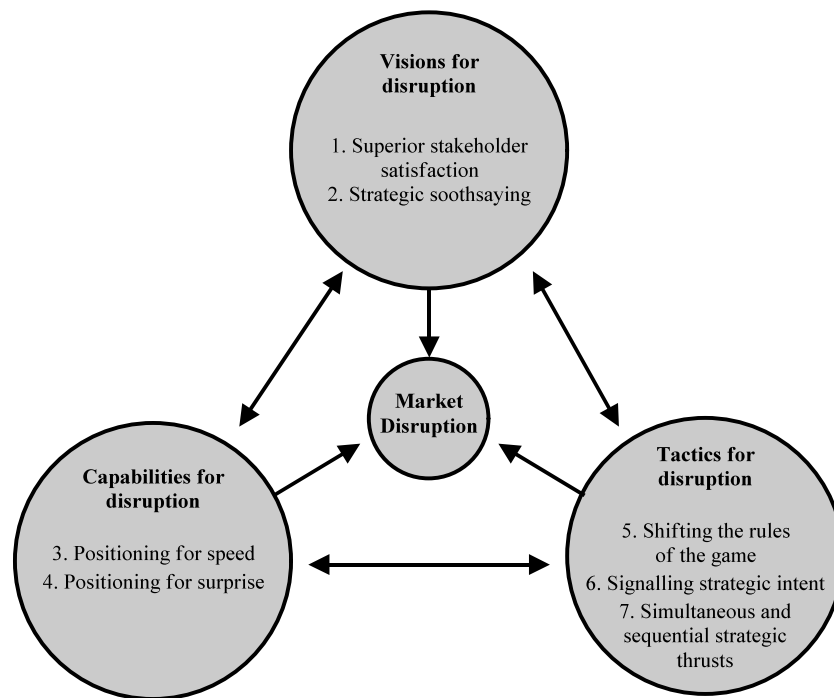 Visions for
disruption
1. Superior stakeholder
satisfaction
2. Strategic soothsaying
Market
Disruption
Capabilities for
disruption
3. Positioning for speed
4. Positioning for surprise
Tactics for
disruption
5. Shifting the rules
of the game
6. Signalling strategic intent
7. Simultaneous and
sequential strategic
thrusts